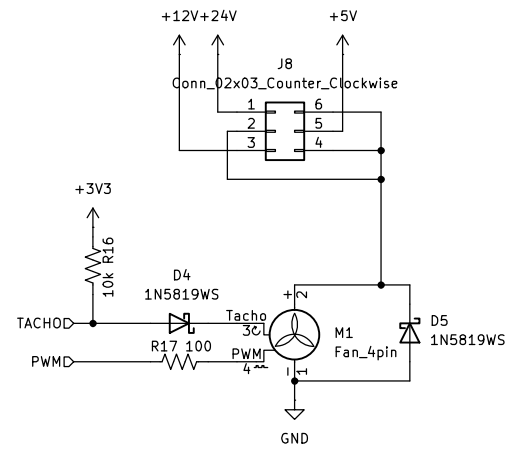 +12V +24V +5V
J8
Conn_02x03_Counter_Clockwise
1 6
2 5
3 4
+3V3
10k R16
D4
1N5819WS
+ 2
TACHO
Tacho
3
D5
M1
1N5819WS
R17 100
PWM
Fan_4pin
PWM
4
- 1
GND